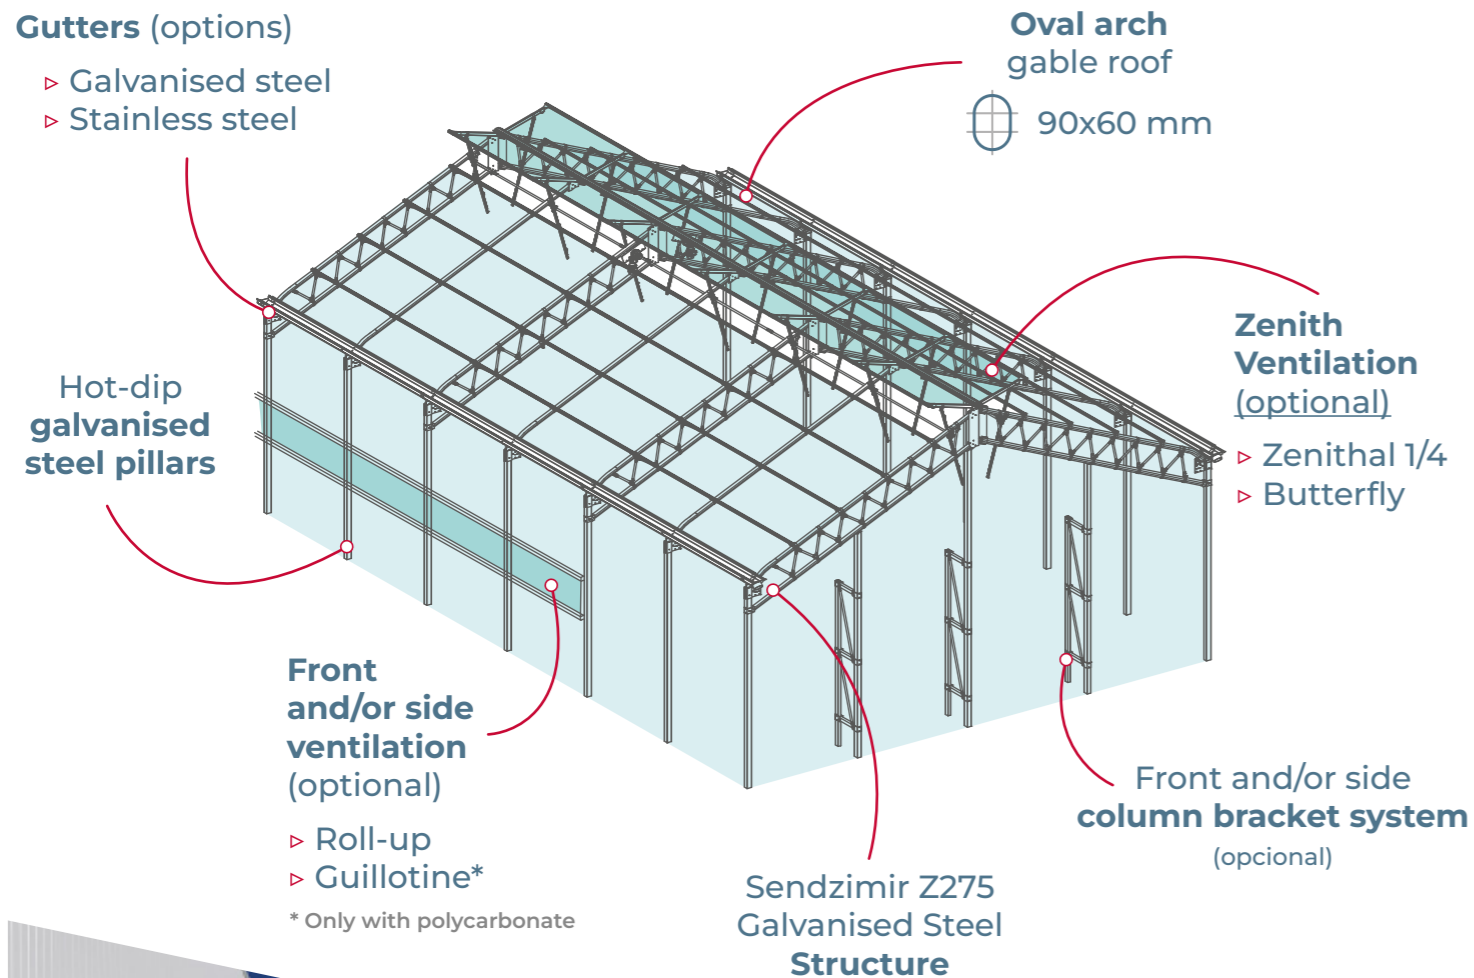 Gutters (options)
▹ Galvanised steel
▹ Stainless steel
Oval arch
gable roof
90x60 mm
Zenith
Ventilation
(optional)
▹ Zenithal 1/4
▹ Butterfly
Hot-dip
galvanised
steel pillars
Front
and/or side
ventilation
(optional)
▹ Roll-up
▹ Guillotine*
* Only with polycarbonate
Sendzimir Z275
Galvanised Steel
Structure
Front and/or side
column bracket system
(opcional)